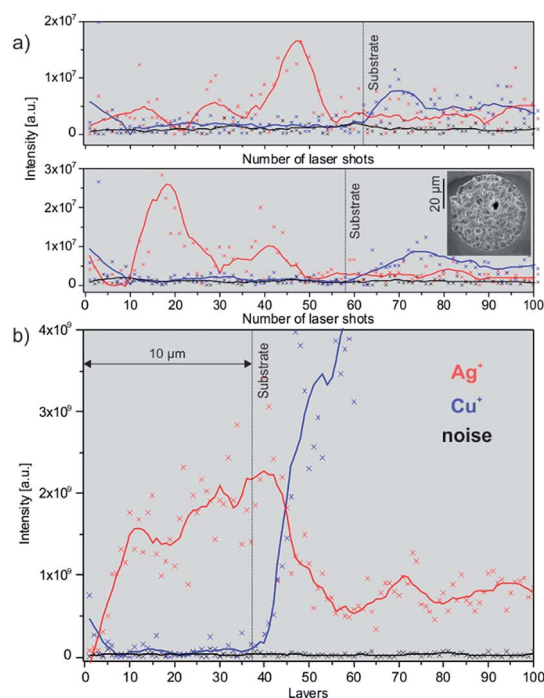 a)
2x10⁷
1x10⁷
0
Substrate
Number of laser shots
Intensity [a.u.]
3x10⁷
2x10⁷
1x10⁷
0
Substrate
20 µm
0 10 20 30 40 50 60 70 80 90 100
Number of laser shots
b)
4x10⁹
3x10⁹
2x10⁹
1x10⁹
0
Intensity [a.u.]
10 µm
Substrate
Ag⁺
Cu⁺
noise
0 10 20 30 40 50 60 70 80 90 100
Layers